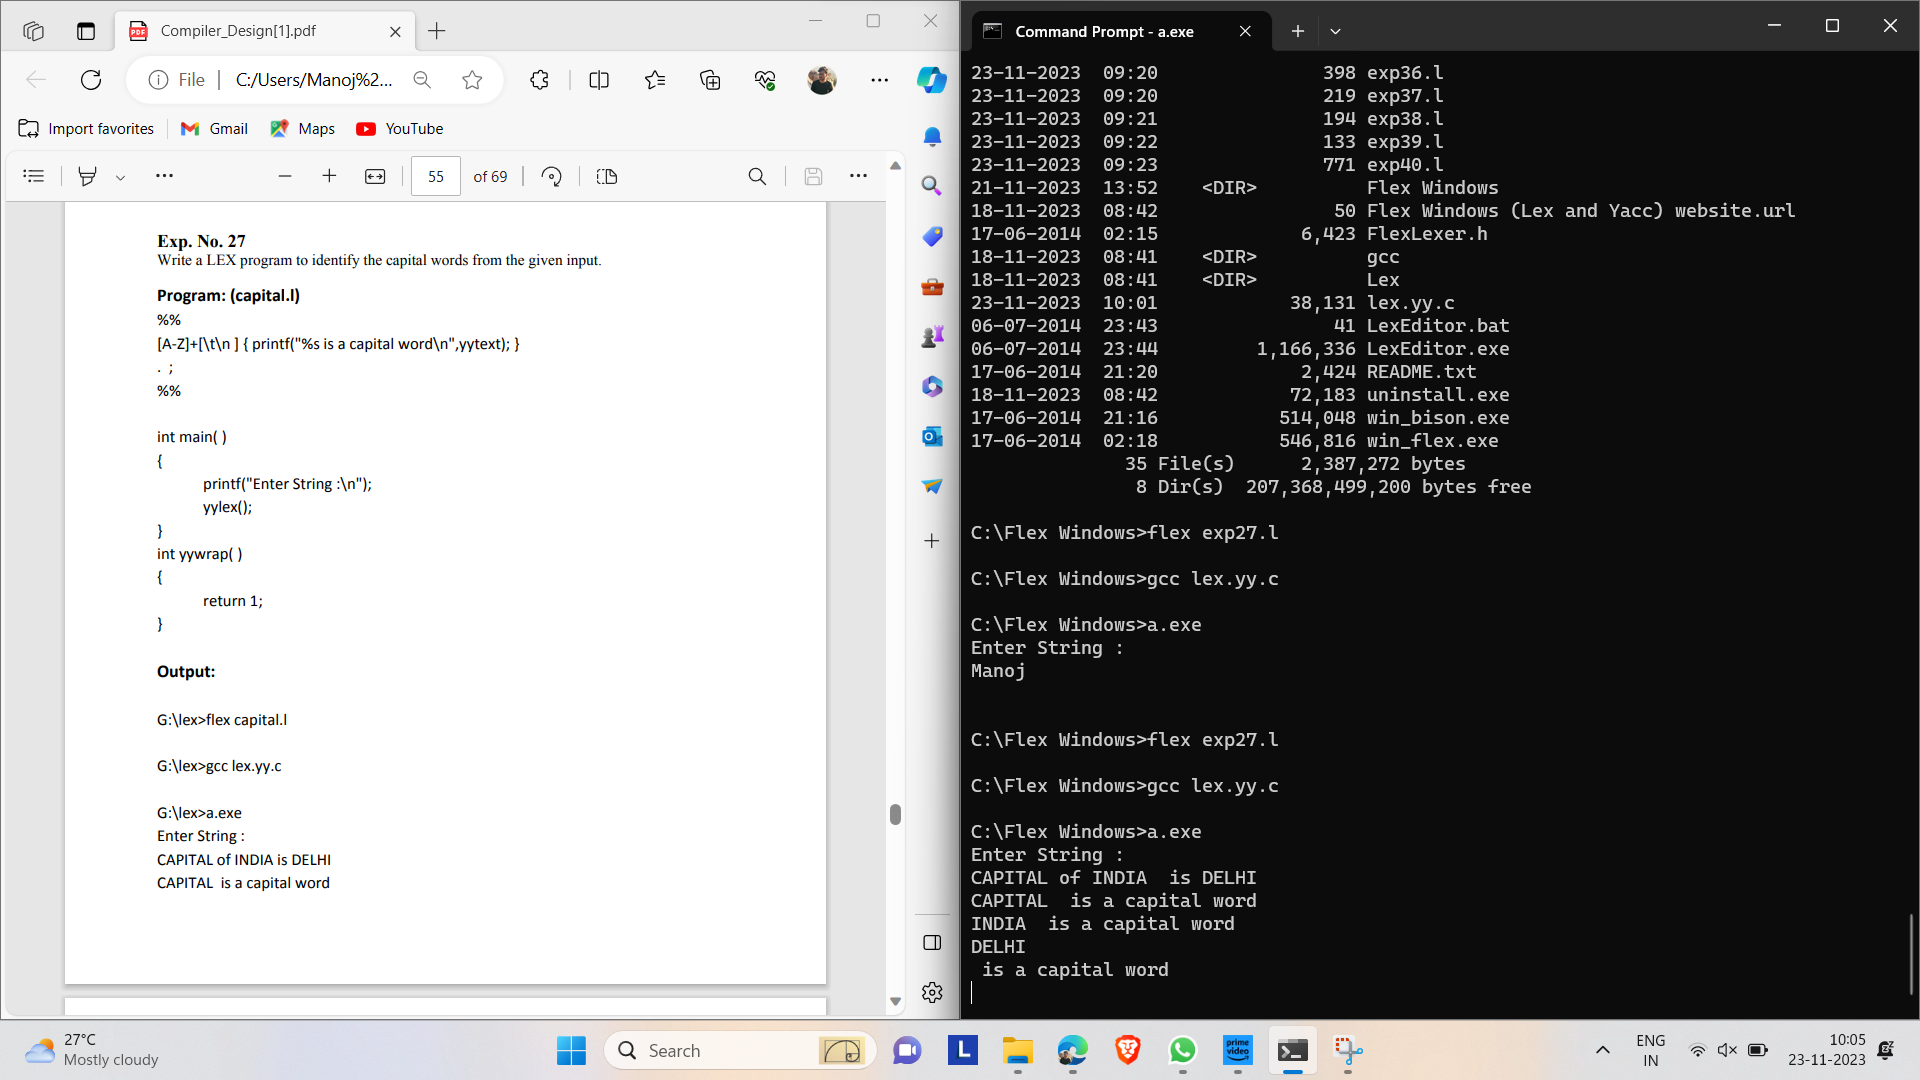 Compiler_Design[1].pdf
File
C:/Users/Manoj%2...
Import favorites
Gmail
Maps
YouTube
55 of 69
Exp. No. 27
Write a LEX program to identify the capital words from the given input.
Program: (capital.l)
%%
[A-Z]+[\t\n ] { printf("%s is a capital word\n",yytext); }
. ;
%%
int main( )
{
printf("Enter String :\n");
yylex();
}
int yywrap( )
{
return 1;
}
Output:
G:\lex>flex capital.l
G:\lex>gcc lex.yy.c
G:\lex>a.exe
Enter String :
CAPITAL of INDIA is DELHI
CAPITAL  is a capital word
Command Prompt - a.exe
23-11-2023  09:20               398 exp36.l
23-11-2023  09:20               219 exp37.l
23-11-2023  09:21               194 exp38.l
23-11-2023  09:22               133 exp39.l
23-11-2023  09:23               771 exp40.l
21-11-2023  13:52    <DIR>          Flex Windows
18-11-2023  08:42                50 Flex Windows (Lex and Yacc) website.url
17-06-2014  02:15             6,423 FlexLexer.h
18-11-2023  08:41    <DIR>          gcc
18-11-2023  08:41    <DIR>          Lex
23-11-2023  10:01            38,131 lex.yy.c
06-07-2014  23:43                41 LexEditor.bat
06-07-2014  23:44         1,166,336 LexEditor.exe
17-06-2014  21:20             2,424 README.txt
18-11-2023  08:42            72,183 uninstall.exe
17-06-2014  21:16           514,048 win_bison.exe
17-06-2014  02:18           546,816 win_flex.exe
35 File(s)      2,387,272 bytes
8 Dir(s)  207,368,499,200 bytes free
C:\Flex Windows>flex exp27.l
C:\Flex Windows>gcc lex.yy.c
C:\Flex Windows>a.exe
Enter String :
Manoj
C:\Flex Windows>flex exp27.l
C:\Flex Windows>gcc lex.yy.c
C:\Flex Windows>a.exe
Enter String :
CAPITAL of INDIA  is DELHI
CAPITAL  is a capital word
INDIA  is a capital word
DELHI
 is a capital word
27°C
Mostly cloudy
Search
L
prime video
ENG
IN
10:05
23-11-2023